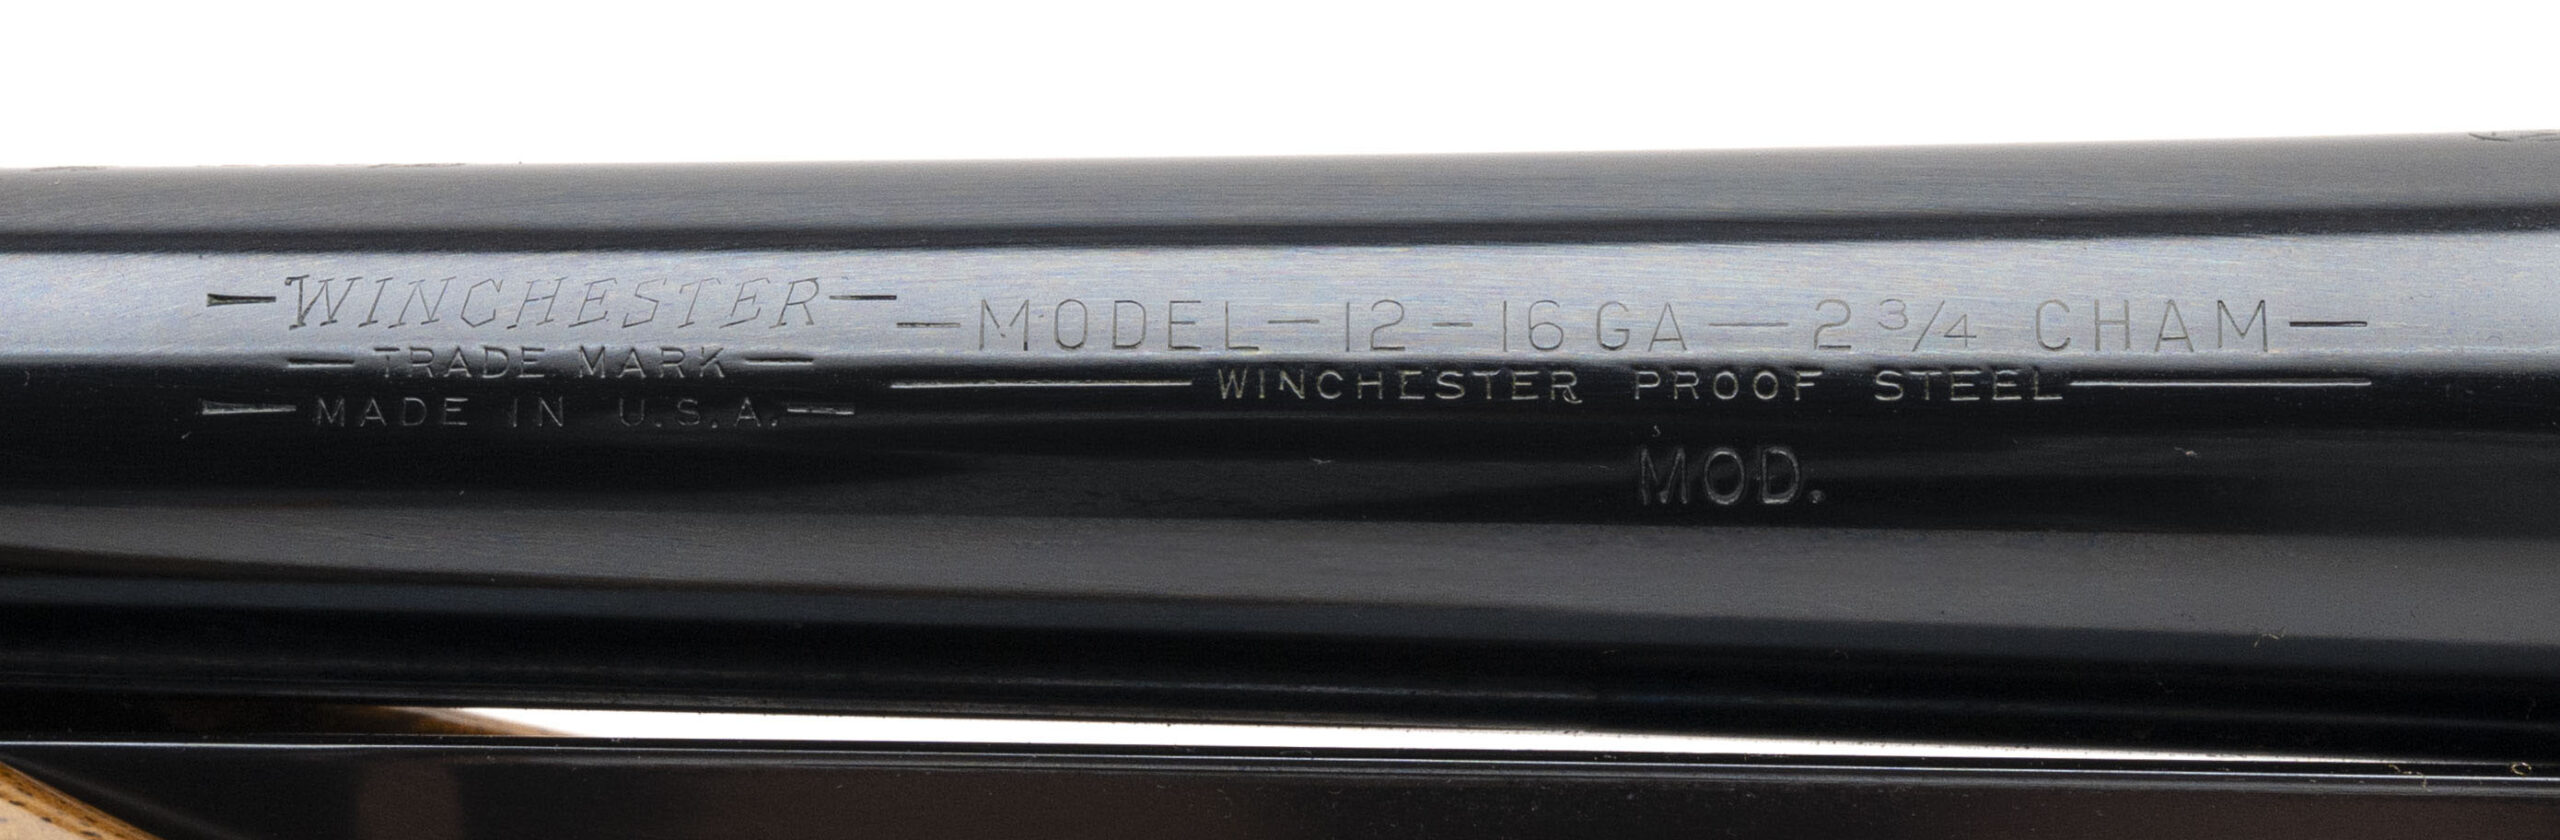 —WINCHESTER—
—TRADE MARK—
—MADE IN U.S.A.—
—MODEL—12—16 GA—2 3/4 CHAM—
—WINCHESTER PROOF STEEL—
MOD.